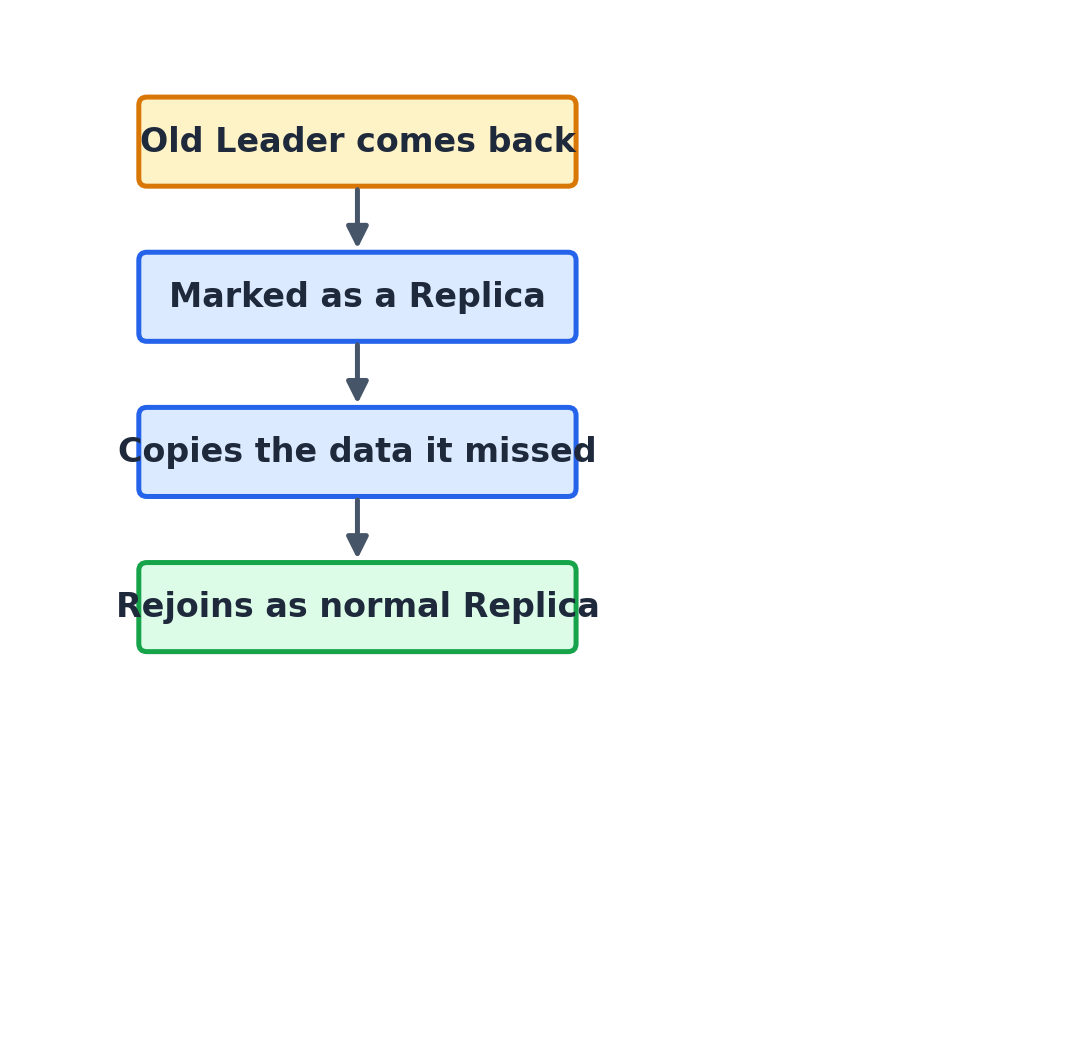 Old Leader comes back
Marked as a Replica
Copies the data it missed
Rejoins as normal Replica